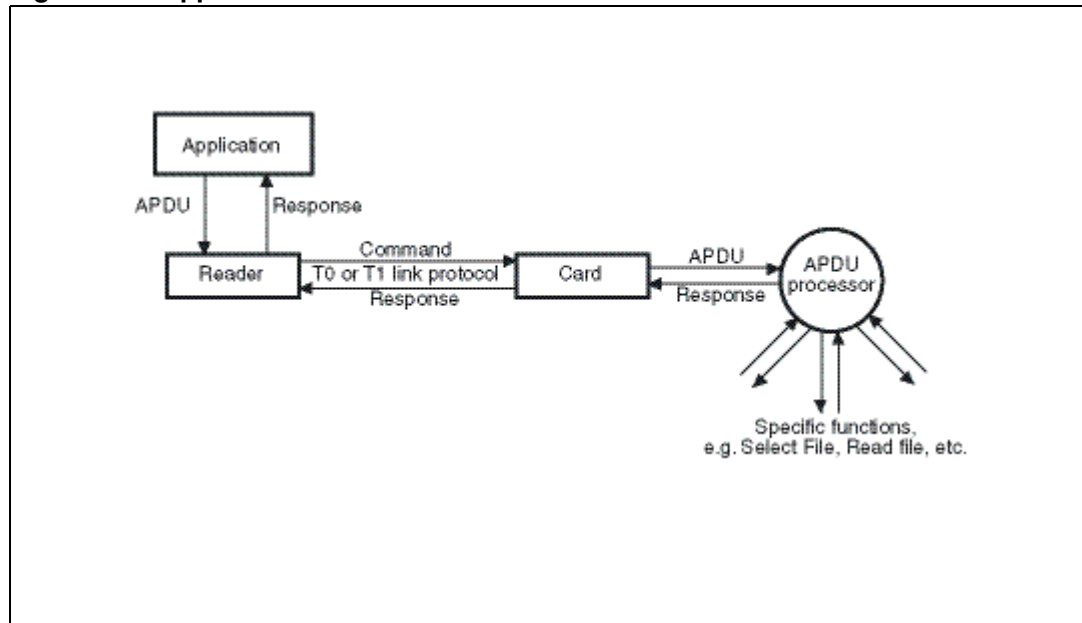 Application
APDU
Response
Reader
Command
T0 or T1 link protocol
Response
Card
APDU
Response
APDU
processor
Specific functions,
e.g. Select File, Read file, etc.